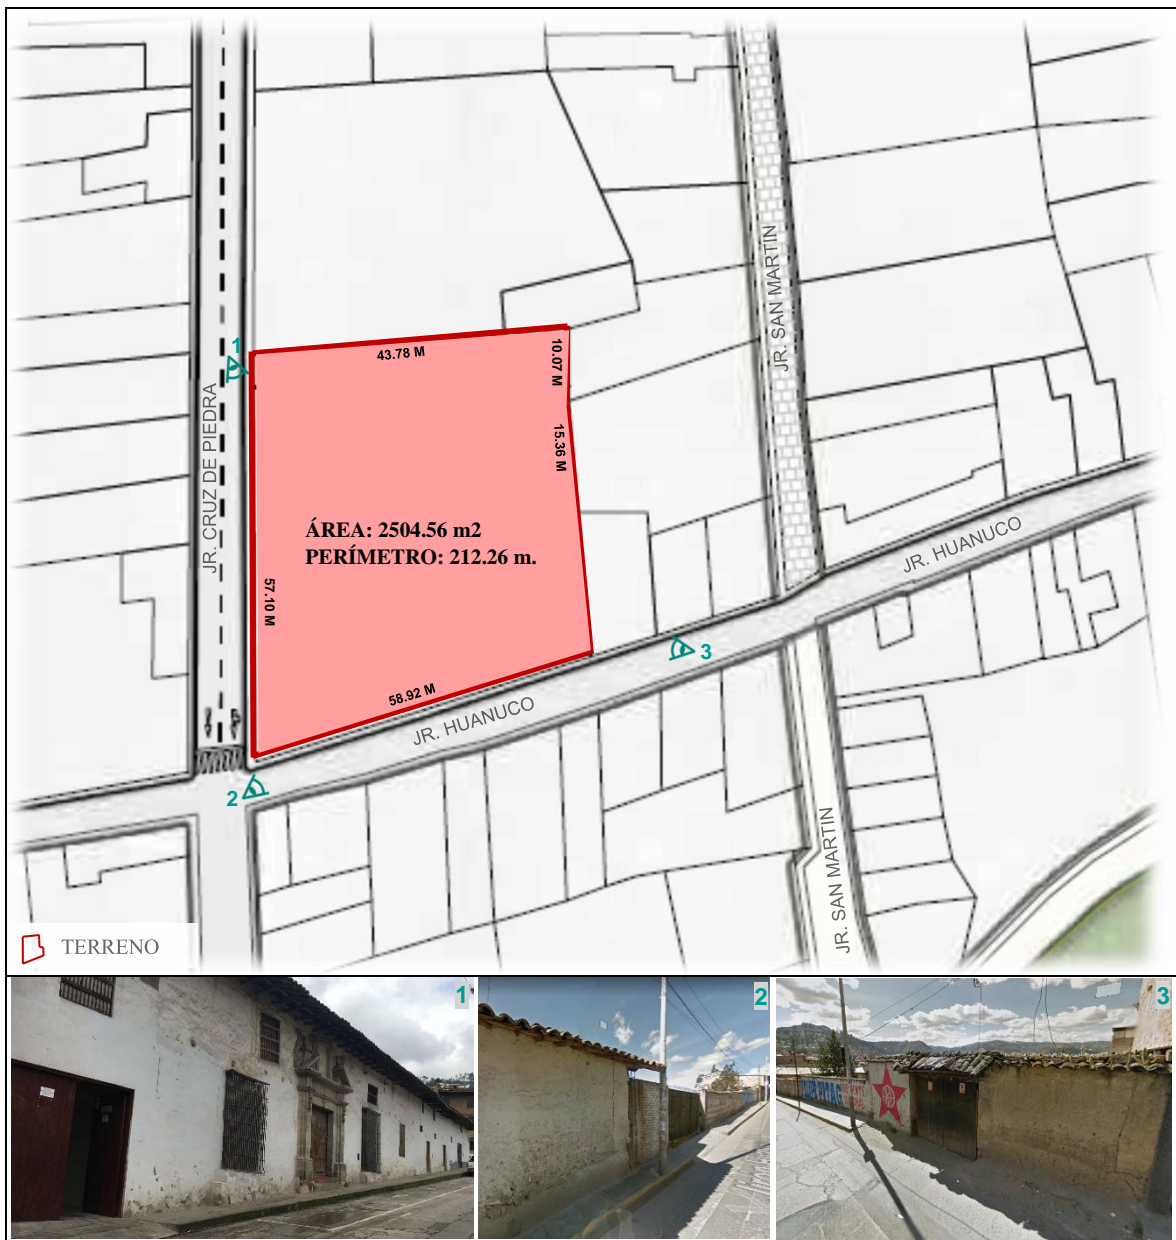 JR. SAN MARTIN
1
43.78 M
10.07 M
JR. CRUZ DE PIEDRA
15.36 M
ÁREA: 2504.56 m2
PERÍMETRO: 212.26 m.
JR. HUANUCO
57.10 M
3
58.92 M
JR. HUANUCO
2
JR. SAN MARTIN
TERRENO
1
2
3